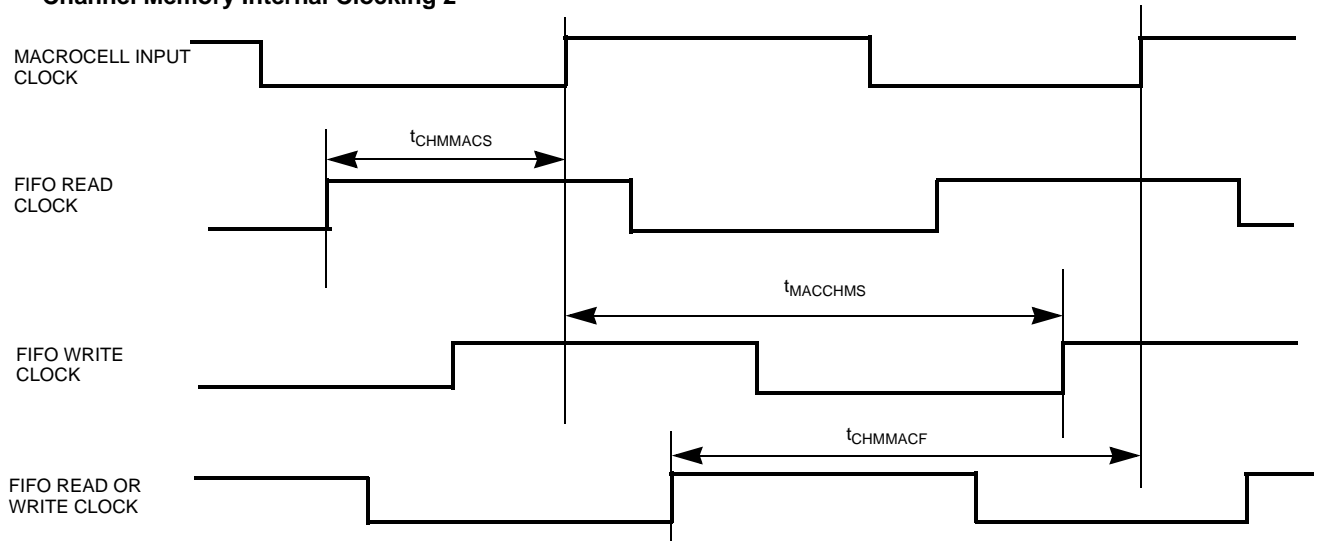 Channel Memory Internal Clocking 2
MACROCELL INPUT
CLOCK
tCHMMACS
FIFO READ
CLOCK
tMACCHMS
FIFO WRITE
CLOCK
tCHMMACF
FIFO READ OR
WRITE CLOCK